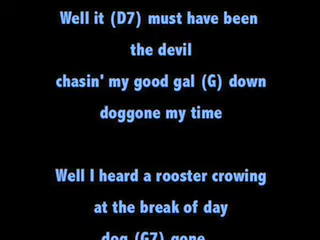 Well it (D7) must have been
the devil
chasin' my good gal (G) down
doggone my time
Well I heard a rooster crowing
at the break of day
dog (G7) gone